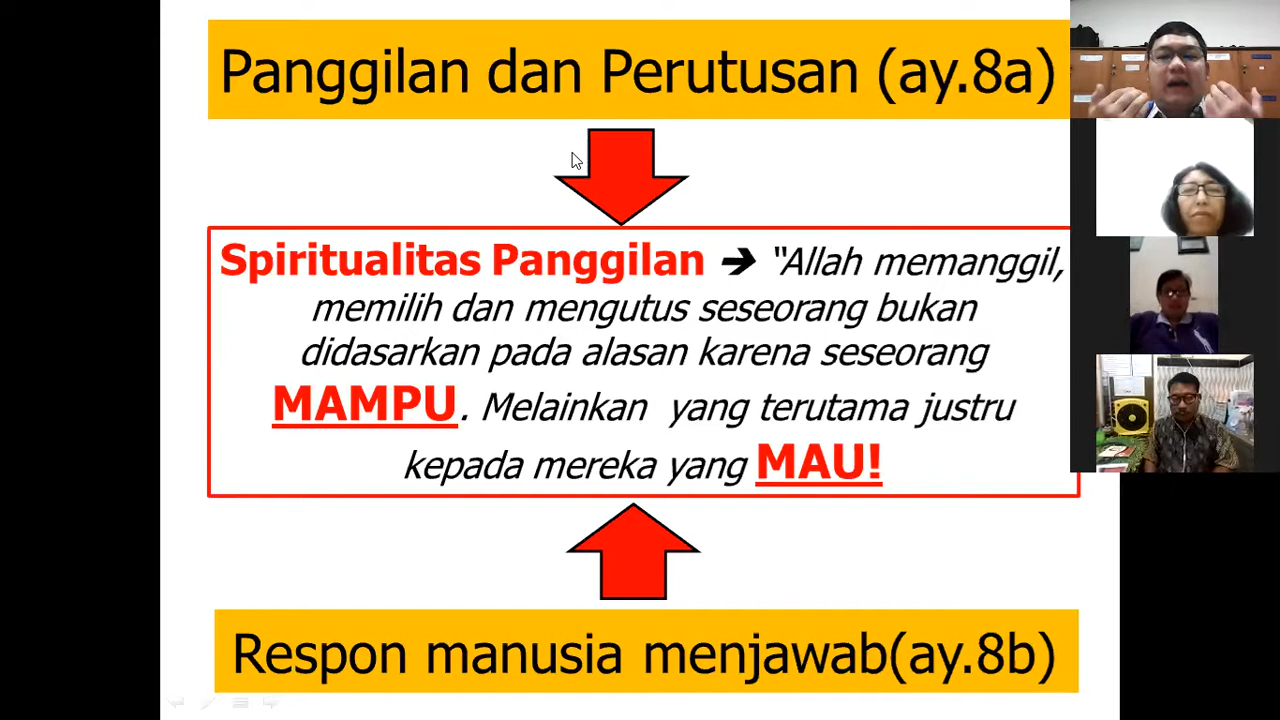 Panggilan dan Perutusan (ay.8a)
Spiritualitas Panggilan ➔ “Allah memanggil,
memilih dan mengutus seseorang bukan
didasarkan pada alasan karena seseorang
MAMPU. Melainkan yang terutama justru
kepada mereka yang MAU!
Respon manusia menjawab(ay.8b)